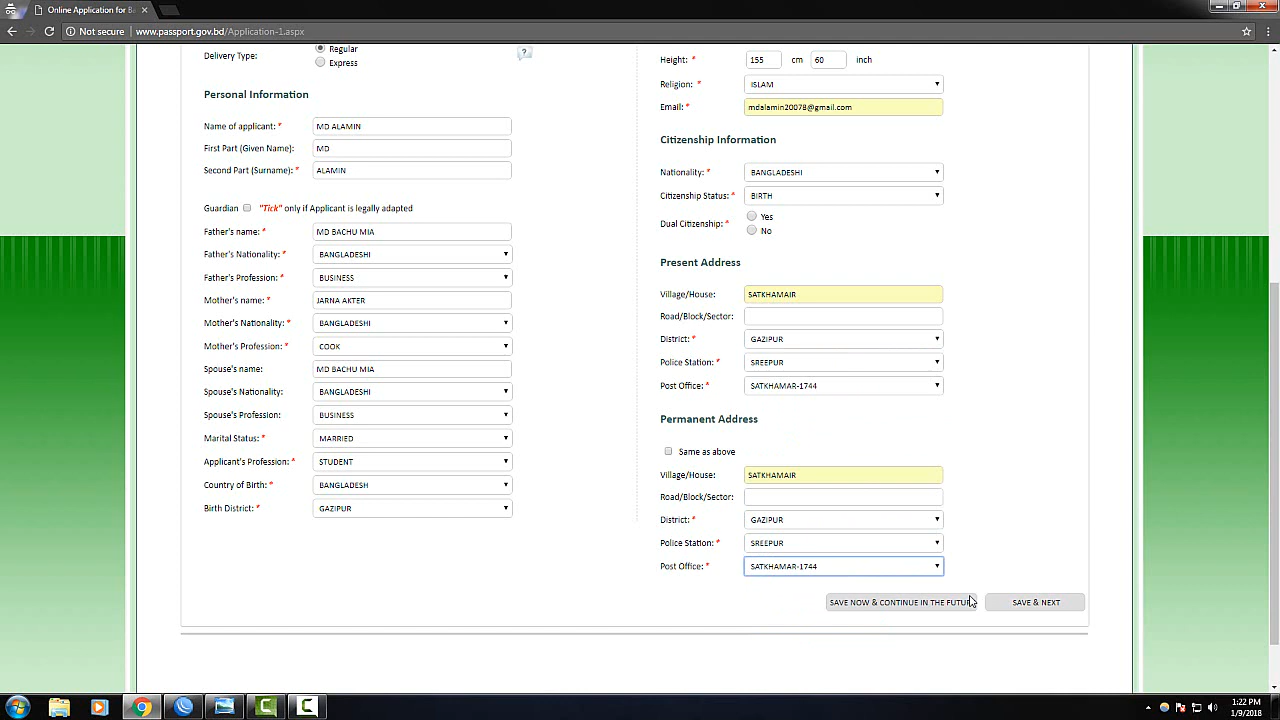 Online Application for Ba
Not secure
www.passport.gov.bd/Application-1.aspx
Delivery Type:
Regular
Express
?
Personal Information
Name of applicant: * MD ALAMIN
First Part (Given Name): MD
Second Part (Surname): * ALAMIN
Guardian "Tick" only if Applicant is legally adapted
Father's name: * MD BACHU MIA
Father's Nationality: * BANGLADESHI
Father's Profession: * BUSINESS
Mother's name: * JARNA AKTER
Mother's Nationality: * BANGLADESHI
Mother's Profession: * COOK
Spouse's name: MD BACHU MIA
Spouse's Nationality: BANGLADESHI
Spouse's Profession: BUSINESS
Marital Status: * MARRIED
Applicant's Profession: * STUDENT
Country of Birth: * BANGLADESH
Birth District: * GAZIPUR
Height: * 155 cm 60 inch
Religion: * ISLAM
Email: * mdalamin20078@gmail.com
Citizenship Information
Nationality: * BANGLADESHI
Citizenship Status: * BIRTH
Dual Citizenship: *
Yes
No
Present Address
Village/House: SATKHAMAIR
Road/Block/Sector:
District: * GAZIPUR
Police Station: * SREEPUR
Post Office: * SATKHAMAR-1744
Permanent Address
Same as above
Village/House: SATKHAMAIR
Road/Block/Sector:
District: * GAZIPUR
Police Station: * SREEPUR
Post Office: * SATKHAMAR-1744
SAVE NOW & CONTINUE IN THE FUTU
SAVE & NEXT
1:22 PM
1/9/2018